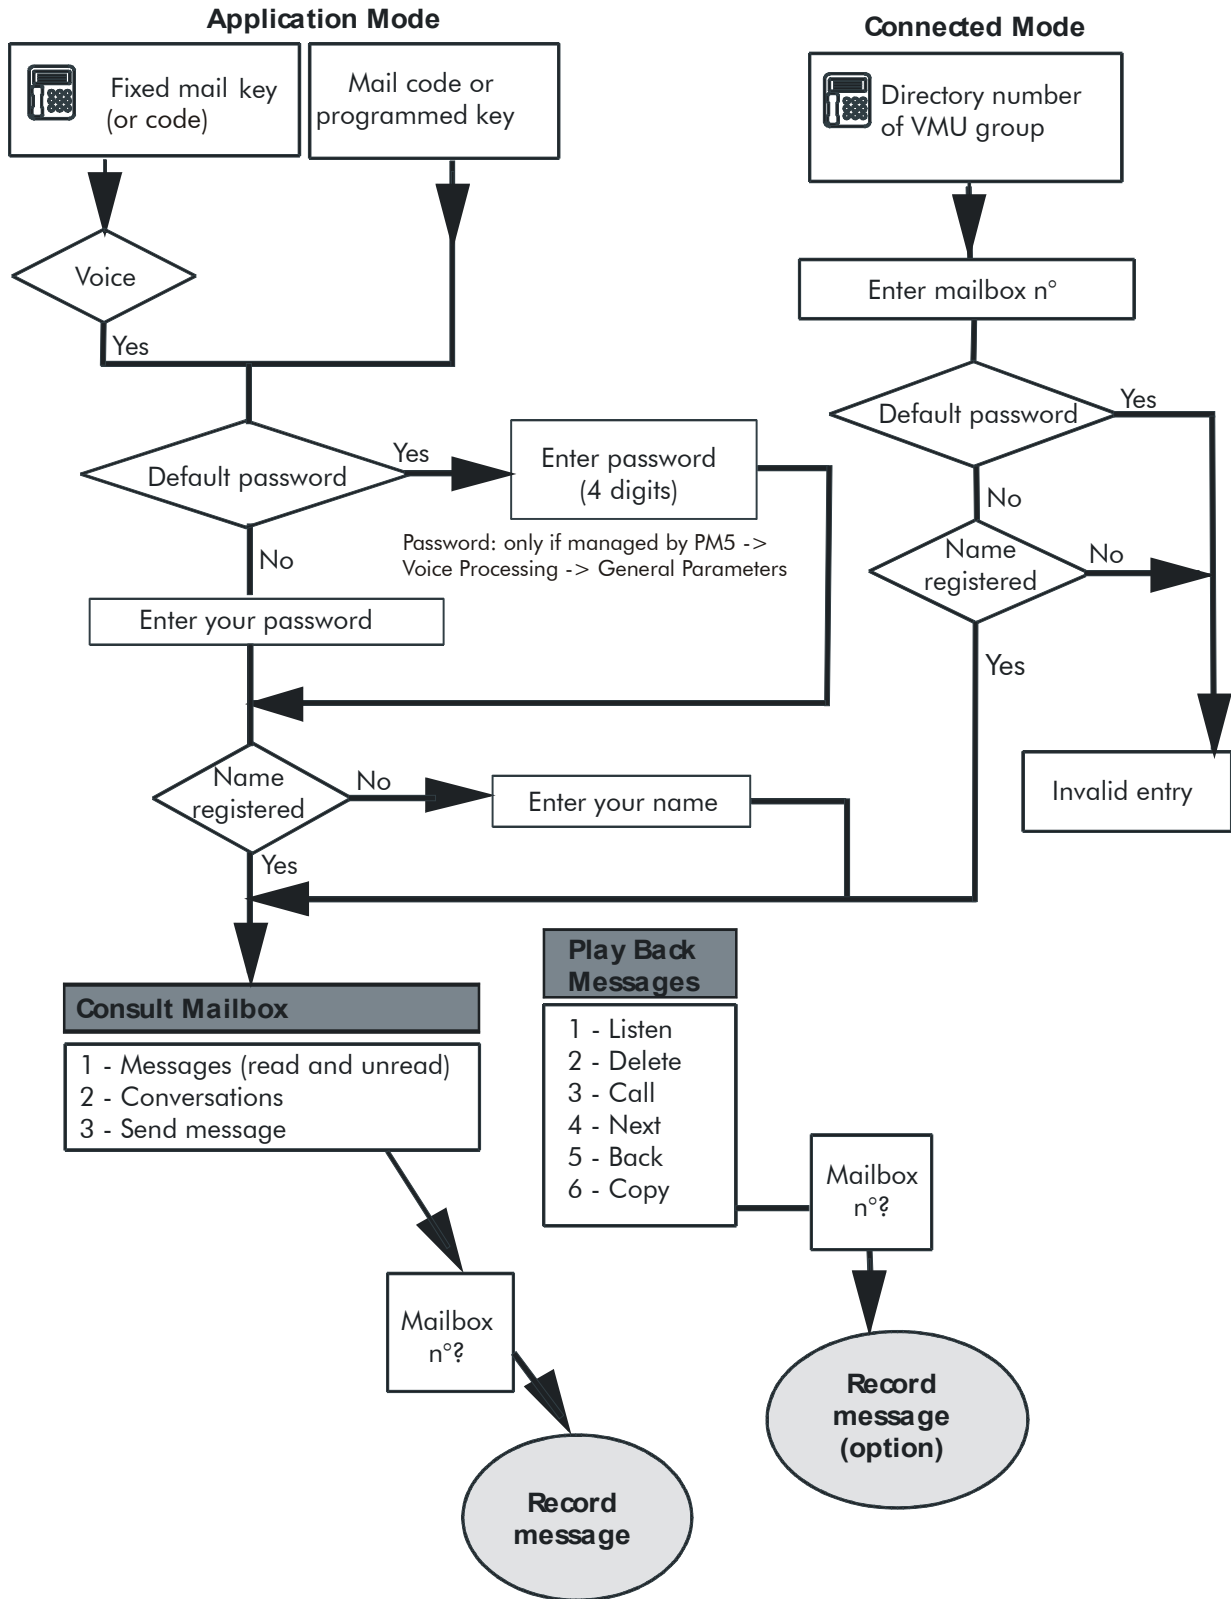 Application Mode
Fixed mail key
(or code)
Mail code or
programmed key
Voice
Yes
Default password
Yes
Enter password
(4 digits)
Password: only if managed by PM5 ->
Voice Processing -> General Parameters
No
Enter your password
Name
registered
No
Enter your name
Yes
Connected Mode
Directory number
of VMU group
Enter mailbox n°
Default password
Yes
No
Name
registered
No
Yes
Invalid entry
Consult Mailbox
1 - Messages (read and unread)
2 - Conversations
3 - Send message
Mailbox
n°?
Record
message
Play Back
Messages
1 - Listen
2 - Delete
3 - Call
4 - Next
5 - Back
6 - Copy
Mailbox
n°?
Record
message
(option)